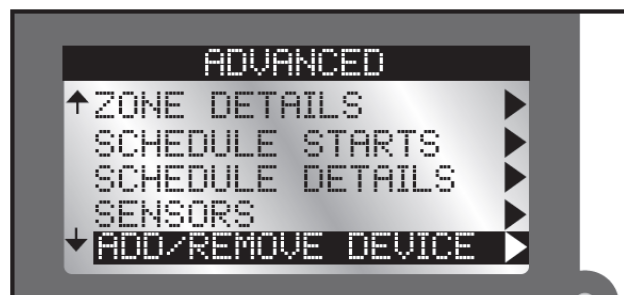 ADVANCED
ZONE DETAILS
SCHEDULE STARTS
SCHEDULE DETAILS
SENSORS
ADD/REMOVE DEVICE